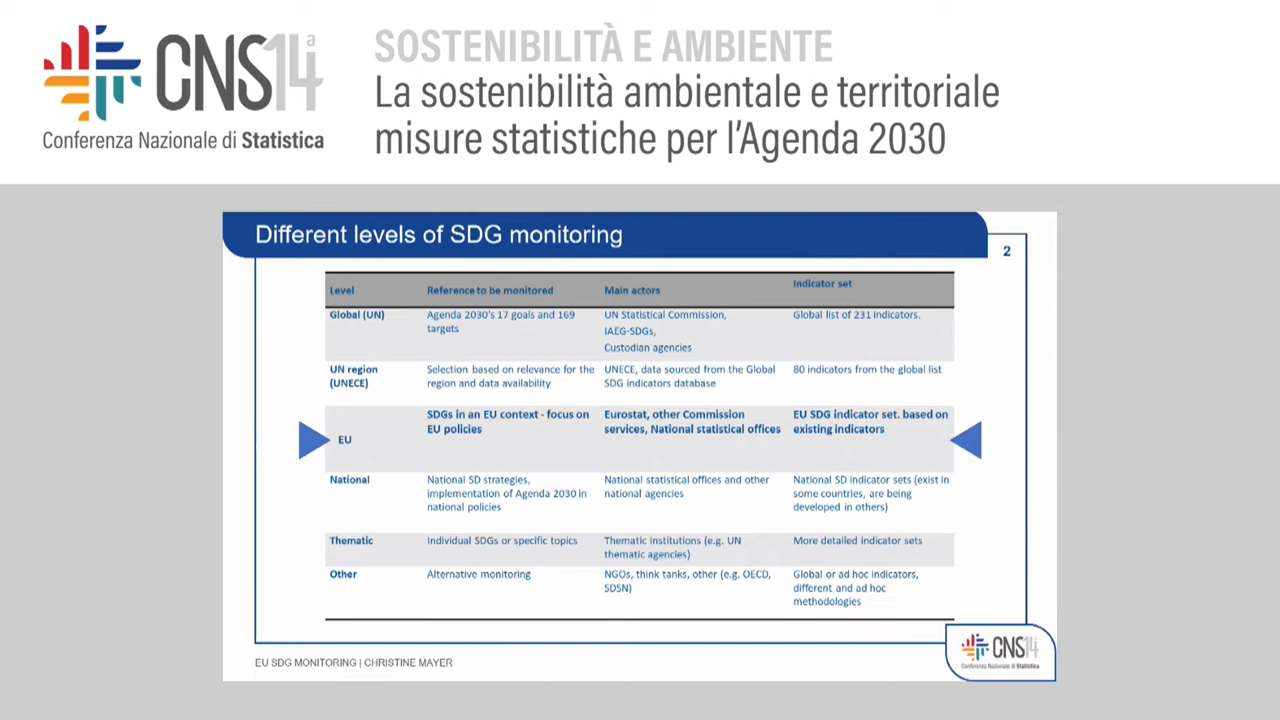 CNS14a
Conferenza Nazionale di Statistica
SOSTENIBILITÀ E AMBIENTE
La sostenibilità ambientale e territoriale
misure statistiche per l'Agenda 2030
Different levels of SDG monitoring
2
Level
Reference to be monitored
Main actors
Indicator set
Global (UN)
Agenda 2030's 17 goals and 169
targets
UN Statistical Commission,
IAEG-SDGs,
Custodian agencies
Global list of 231 indicators.
UN region
(UNECE)
Selection based on relevance for the
region and data availability
UNECE, data sourced from the Global
SDG indicators database
80 indicators from the global list
EU
SDGs in an EU context - focus on
EU policies
Eurostat, other Commission
services, National statistical offices
EU SDG indicator set. based on
existing indicators
National
National SD strategies,
implementation of Agenda 2030 in
national policies
National statistical offices and other
national agencies
National SD indicator sets (exist in
some countries, are being
developed in others)
Thematic
Individual SDGs or specific topics
Thematic institutions (e.g. UN
thematic agencies)
More detailed indicator sets
Other
Alternative monitoring
NGOs, think tanks, other (e.g. OECD,
SDSN)
Global or ad hoc indicators,
different and ad hoc
methodologies
EU SDG MONITORING | CHRISTINE MAYER
CNS14
Conferenza Nazionale di Statistica